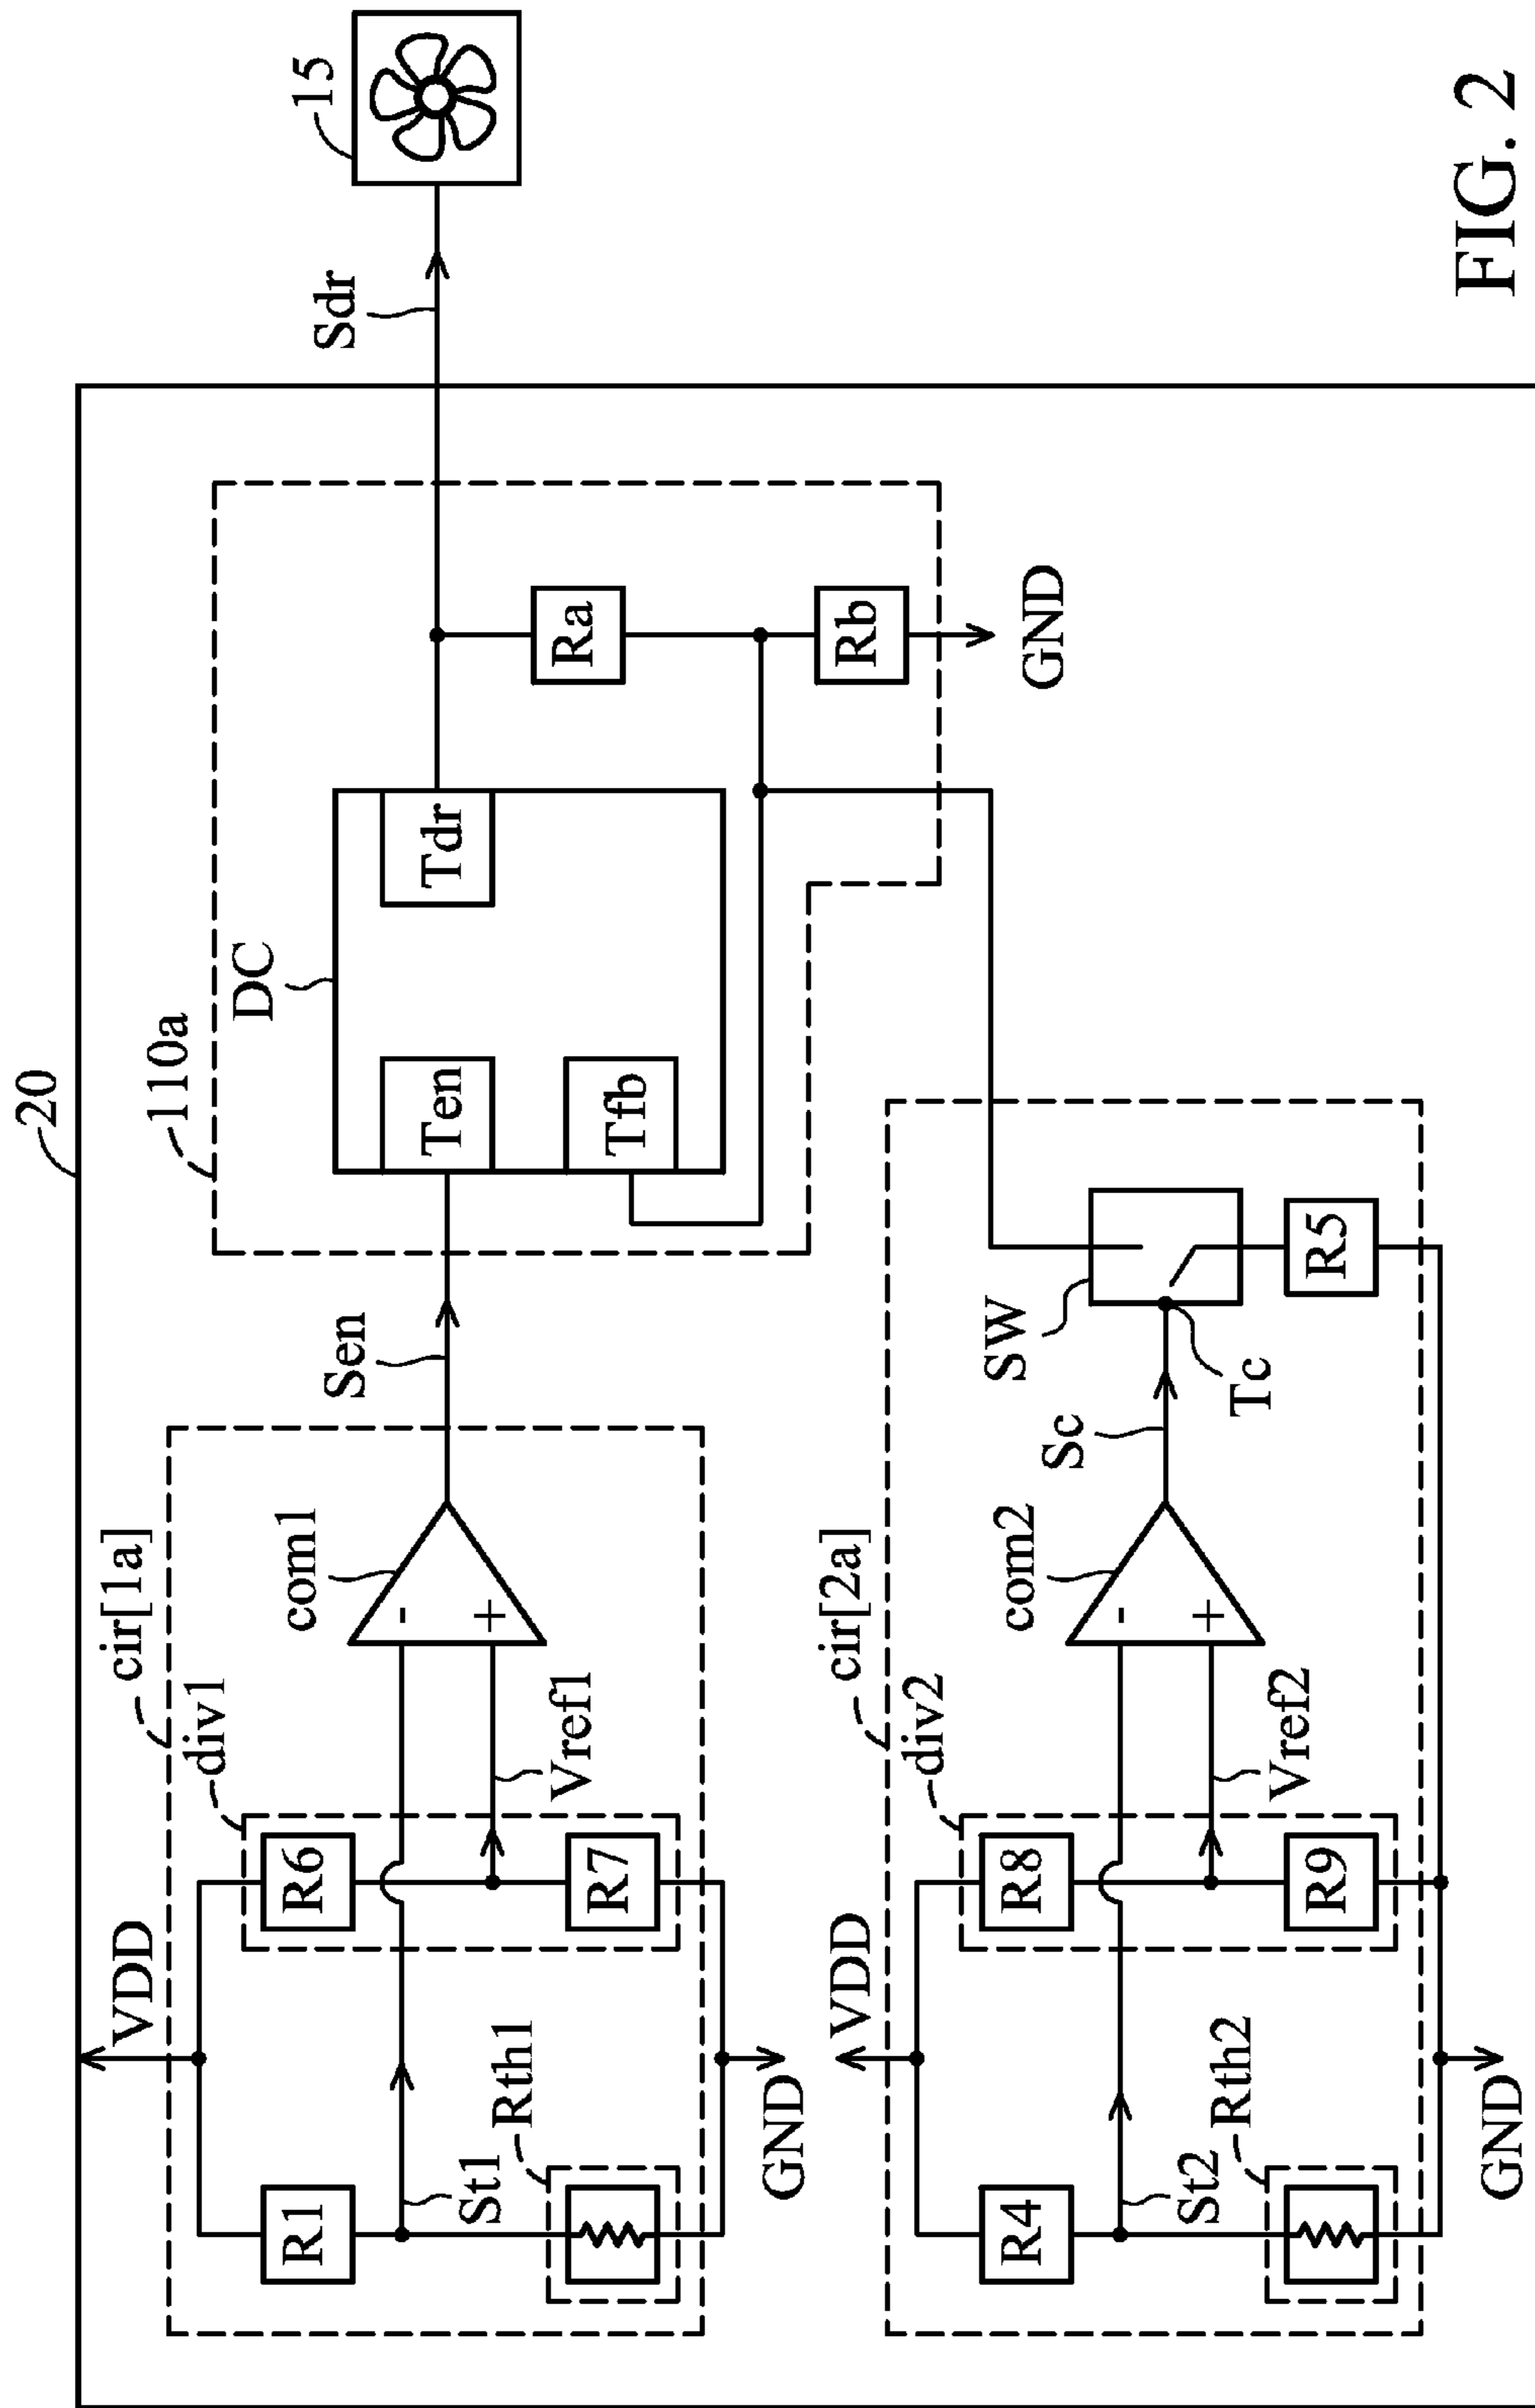 20
110a
cir[1a]
VDD
div1
DC
15
R1
R6
com1
Sen
Ten
Tdr
Sdr
-
+
St1
Rth1
Vref1
R7
Tfb
Ra
Rb
GND
GND
cir[2a]
VDD
div2
R4
R8
com2
Sc
SW
-
+
St2
Rth2
Vref2
R9
Tc
R5
GND
FIG. 2